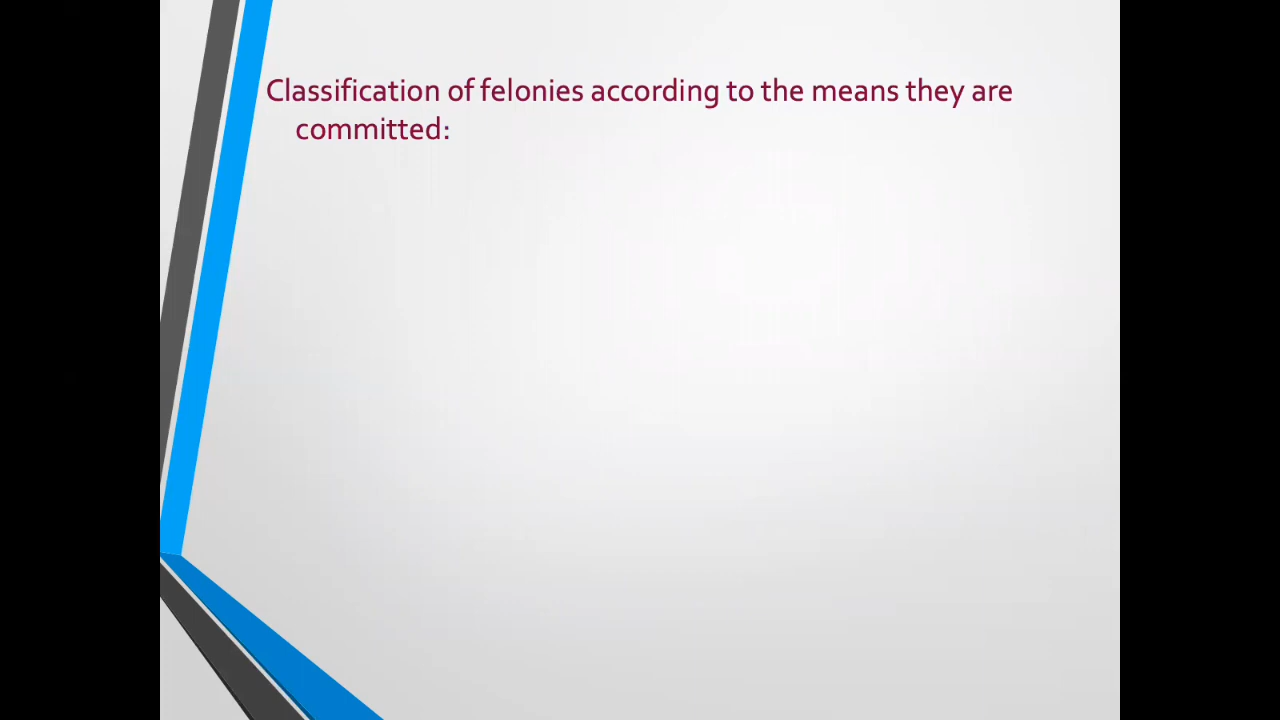 Classification of felonies according to the means they are
committed: